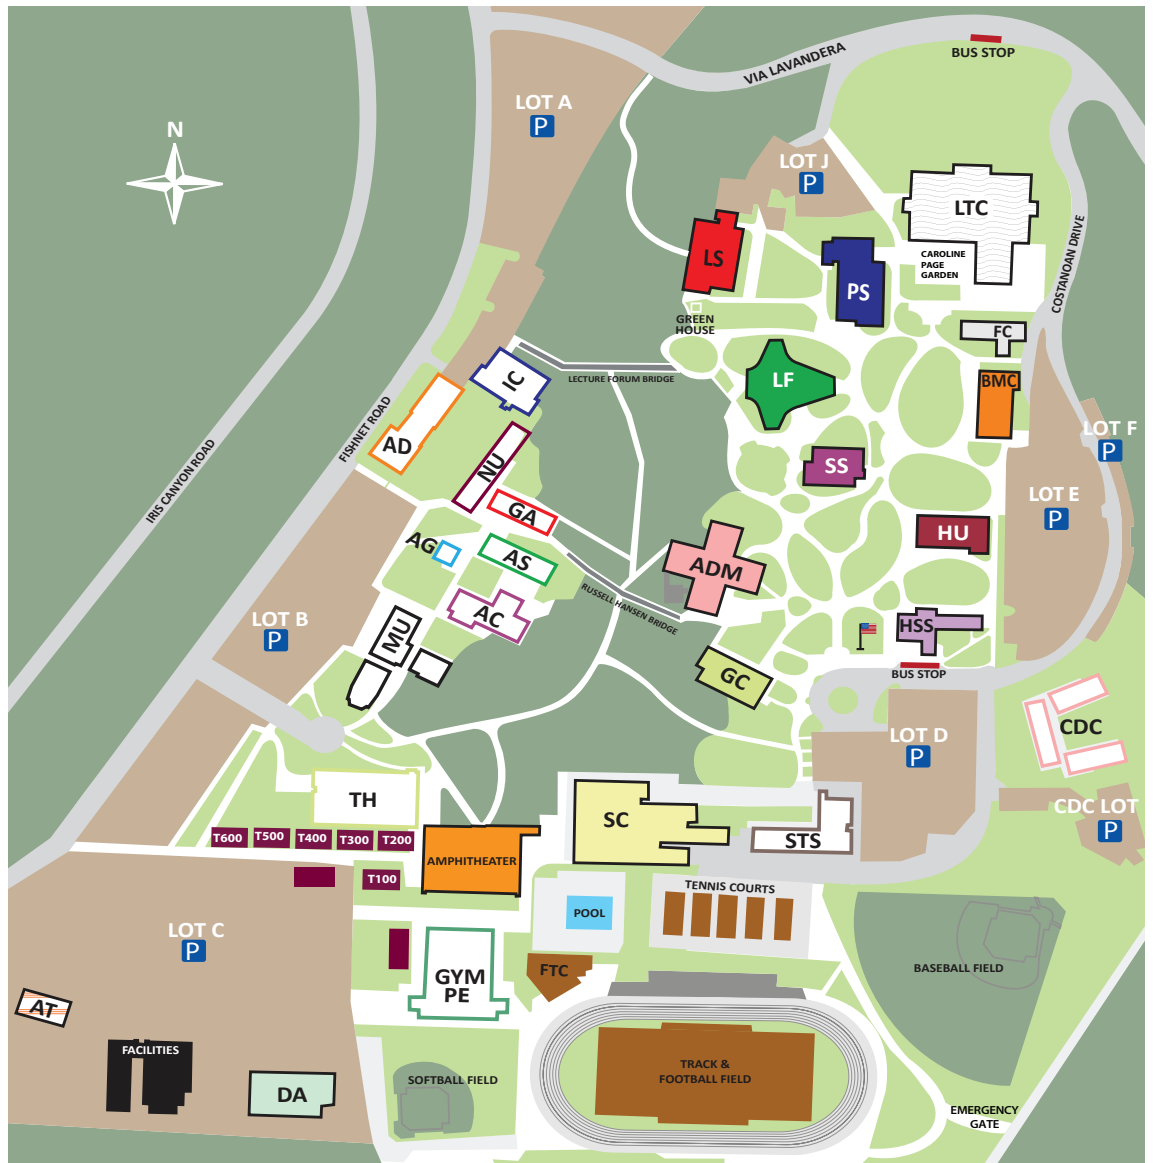 BUS STOP
VIA LAVANDERA
LOT A
P
N
LOT J
P
LTC
COSTANOAN DRIVE
LS
CAROLINE
PAGE
GARDEN
PS
GREEN
HOUSE
FC
LECTURE FORUM BRIDGE
IC
LF
BMC
FISHNET ROAD
AD
LOT F
P
IRIS CANYON ROAD
NU
SS
LOT E
P
GA
HU
AG
AS
ADM
RUSSELL HANSEN BRIDGE
LOT B
P
AC
MU
HSS
BUS STOP
GC
CDC
LOT D
P
TH
CDC LOT
P
SC
STS
T600
T500
T400
T300
T200
AMPHITHEATER
T100
TENNIS COURTS
POOL
LOT C
P
FTC
BASEBALL FIELD
GYM
PE
AT
FACILITIES
TRACK &
FOOTBALL FIELD
SOFTBALL FIELD
DA
EMERGENCY
GATE